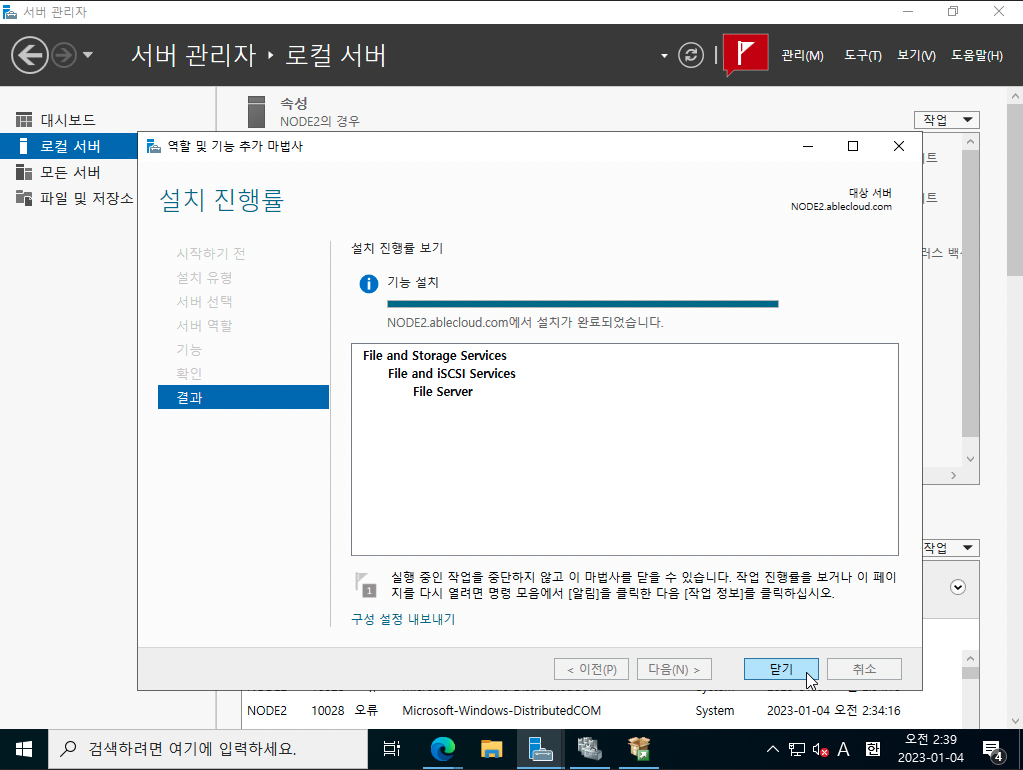 서버 관리자
서버 관리자 ‣ 로컬 서버
관리(M) 도구(T) 보기(V) 도움말(H)
대시보드
로컬 서버
모든 서버
파일 및 저장소
속성
NODE2의 경우
작업
역할 및 기능 추가 마법사
설치 진행률
대상 서버
NODE2.ablecloud.com
시작하기 전
설치 유형
서버 선택
서버 역할
기능
확인
결과
설치 진행률 보기
기능 설치
NODE2.ablecloud.com에서 설치가 완료되었습니다.
File and Storage Services
File and iSCSI Services
File Server
1
실행 중인 작업을 중단하지 않고 이 마법사를 닫을 수 있습니다. 작업 진행률을 보거나 이 페이
지를 다시 열려면 명령 모음에서 [알림]을 클릭한 다음 [작업 정보]를 클릭하십시오.
구성 설정 내보내기
< 이전(P) 다음(N) > 닫기 취소
작업
NODE2 10028 오류 Microsoft-Windows-DistributedCOM System 2023-01-04 오전 2:34:16
검색하려면 여기에 입력하세요.
A 한
오전 2:39
2023-01-04
4